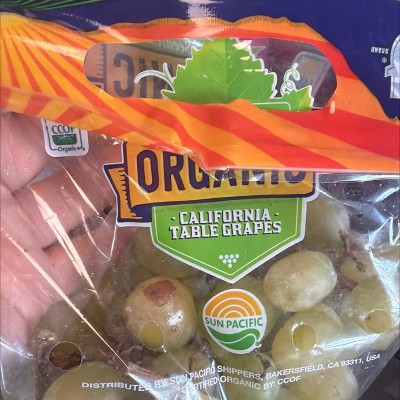 CCOF
Organic
ORGANIC
- CALIFORNIA -
TABLE GRAPES
SUN PACIFIC
DISTRIBUTED BY: SUN PACIFIC SHIPPERS, BAKERSFIELD, CA 93311, USA
CERTIFIED ORGANIC BY: CCOF